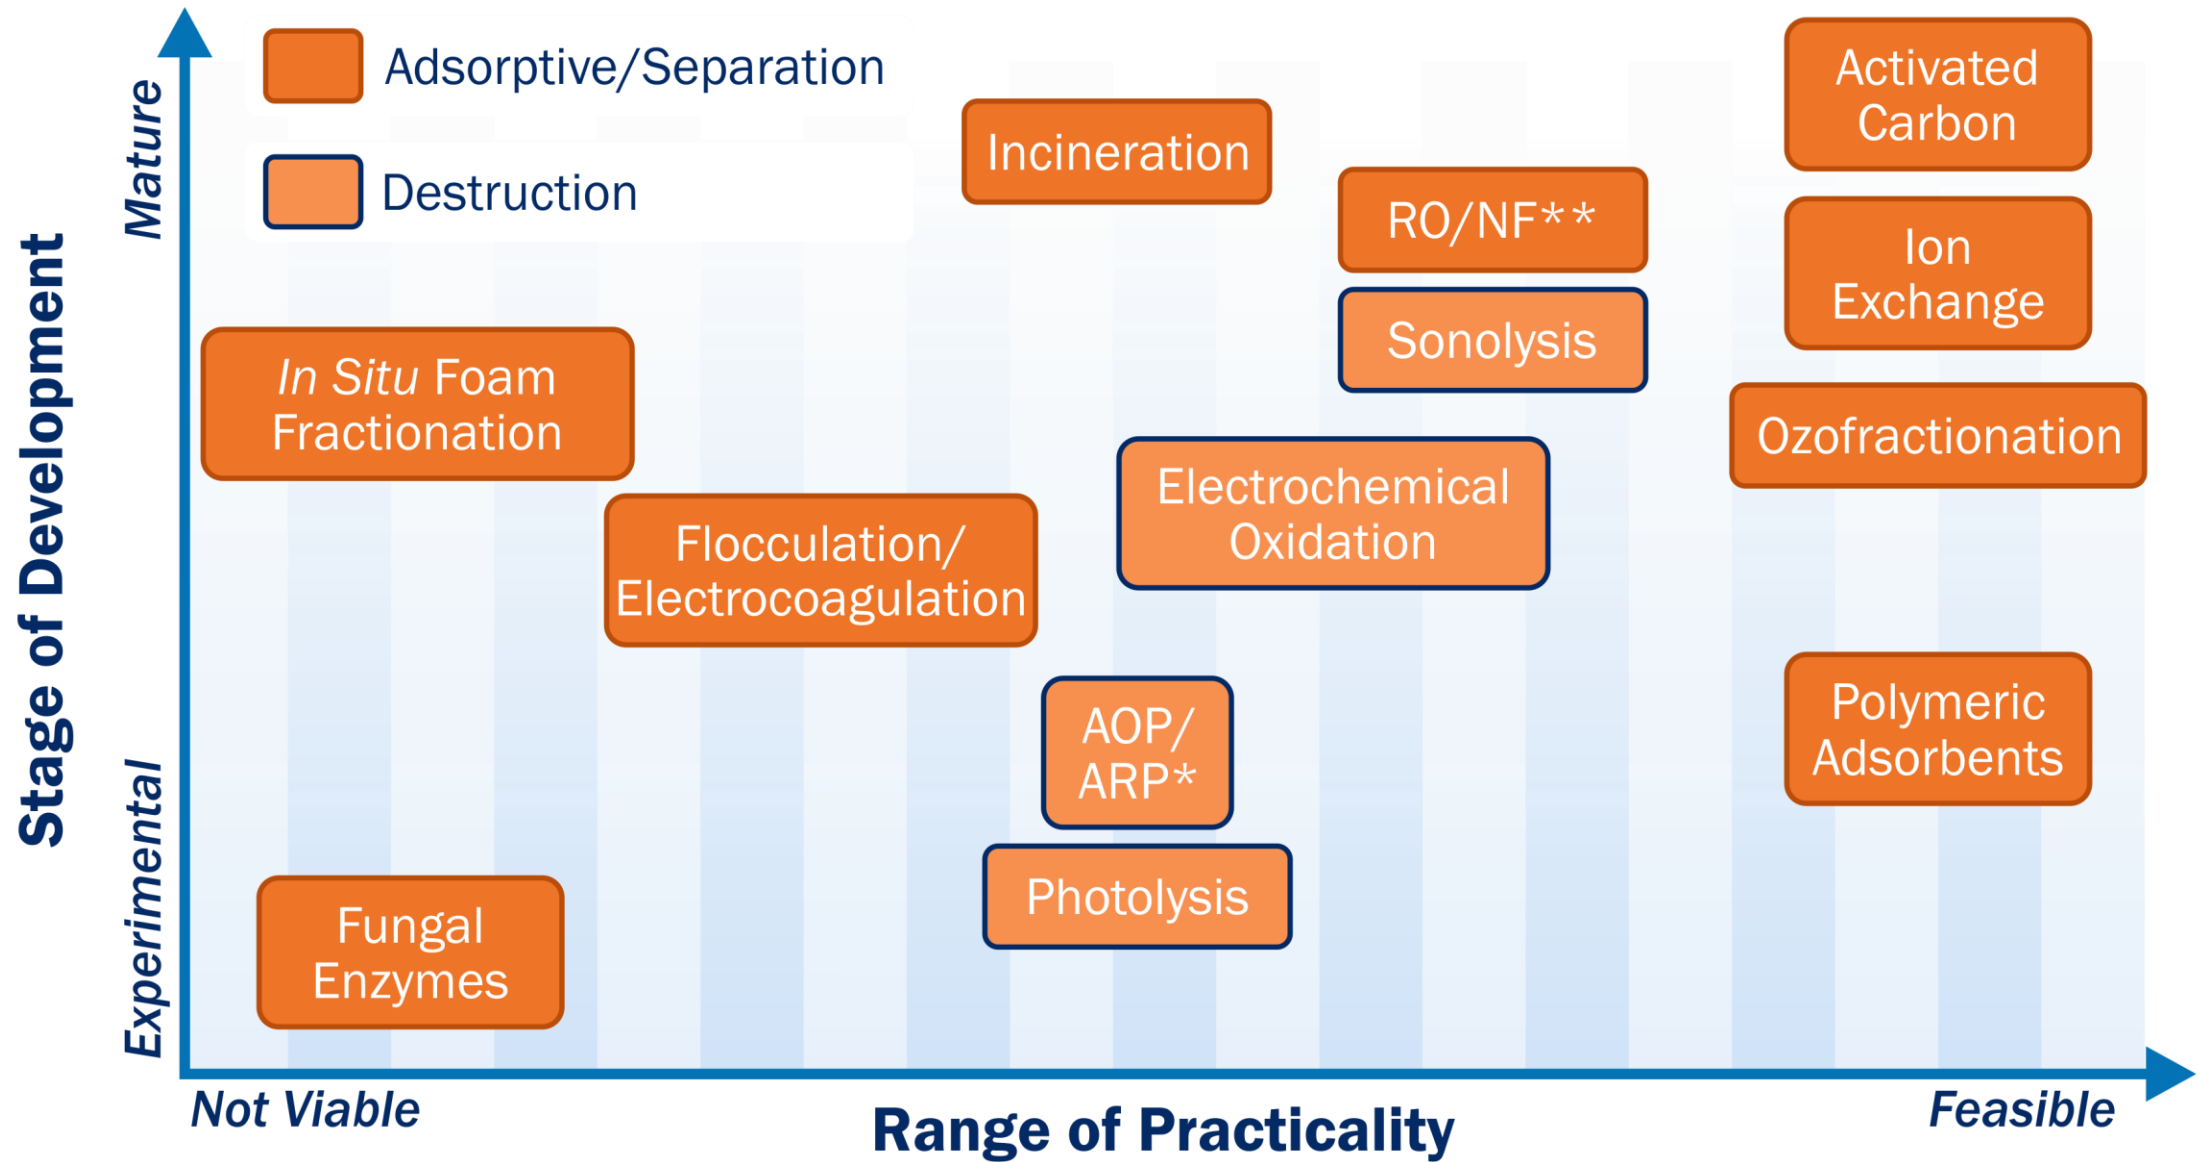 Adsorptive/Separation
Destruction
Mature
Stage of Development
Experimental
Activated
Carbon
Incineration
RO/NF**
Ion
Exchange
Sonolysis
In Situ Foam
Fractionation
Ozofractionation
Electrochemical
Oxidation
Flocculation/
Electrocoagulation
AOP/
ARP*
Polymeric
Adsorbents
Photolysis
Fungal
Enzymes
Not Viable
Range of Practicality
Feasible